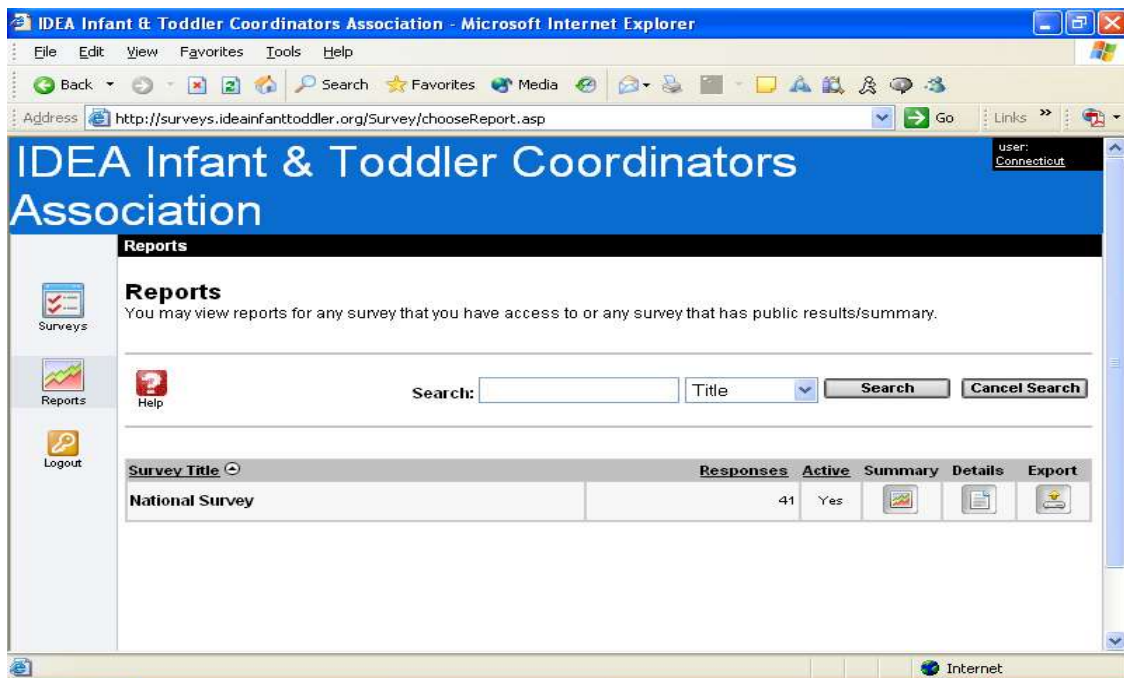 IDEA Infant & Toddler Coordinators Association - Microsoft Internet Explorer
File Edit View Favorites Tools Help
Back Search Favorites Media
Address http://surveys.ideainfanttoddler.org/Survey/chooseReport.asp Go Links »
IDEA Infant & Toddler Coordinators
Association
user:
Connecticut
Reports
Surveys
Reports
Logout
Reports
You may view reports for any survey that you have access to or any survey that has public results/summary.
Help
Search: Title Search Cancel Search
Survey Title Responses Active Summary Details Export
National Survey 41 Yes
Internet